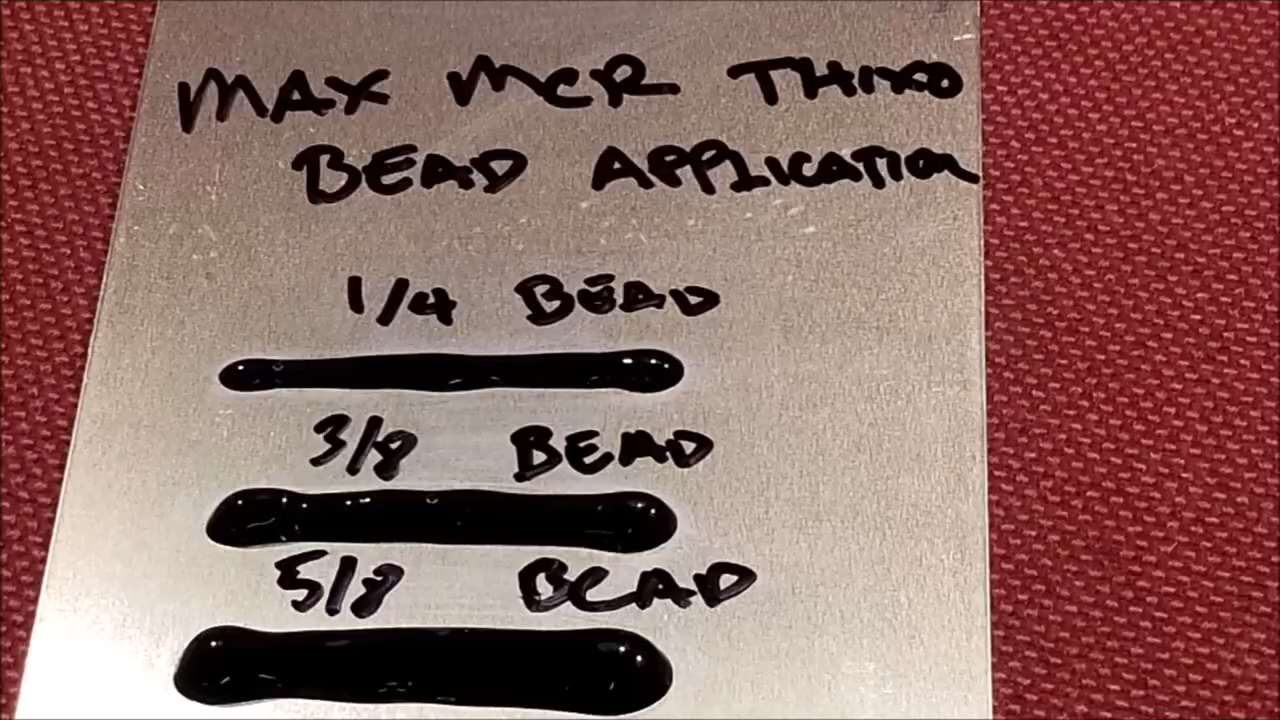 MAX MCR THIXO
BEAD APPLICATION
1/4 BEAD
3/8 BEAD
5/8 BEAD